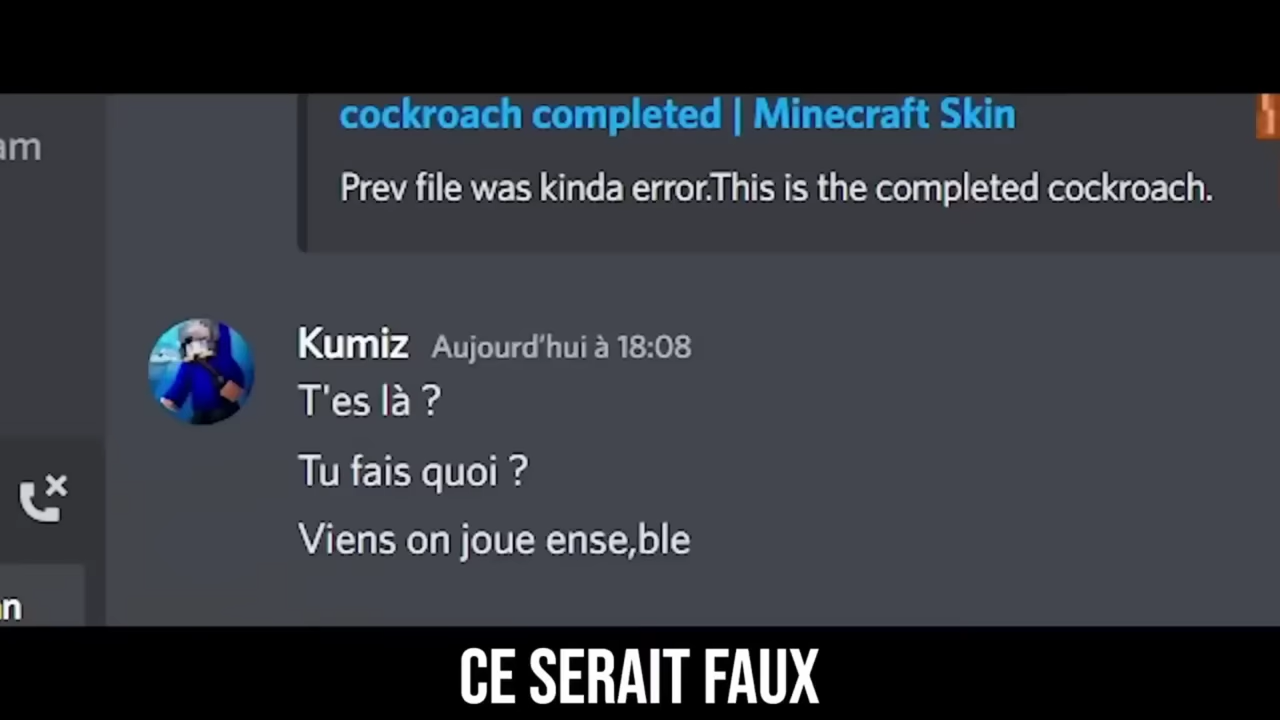 cockroach completed | Minecraft Skin
am
Prev file was kinda error.This is the completed cockroach.
Kumiz Aujourd'hui à 18:08
T'es là ?
Tu fais quoi ?
Viens on joue ense,ble
n
CE SERAIT FAUX